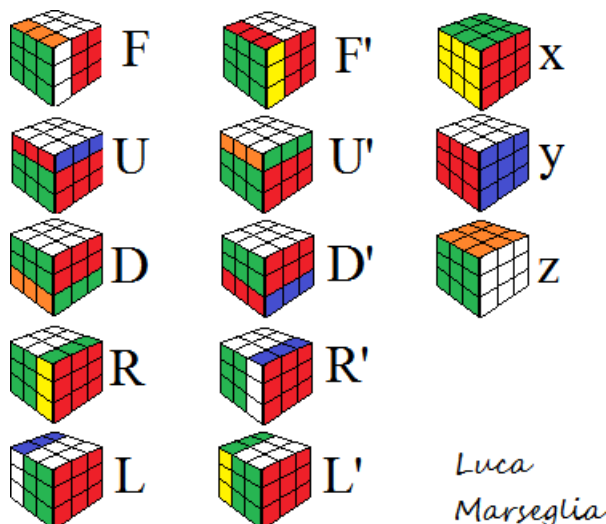 F F' x
U U' y
D D' z
R R'
L L' Luca
Marseglia